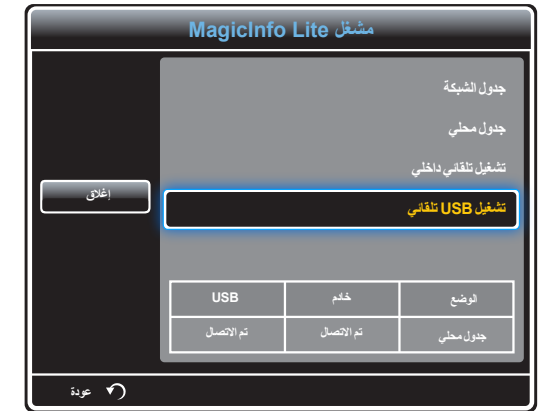 مشغل MagicInfo Lite
جدول الشبكة
جدول محلي
تشغيل تلقائي داخلي
تشغيل USB تلقائي
إغلاق
الوضع خادم USB
جدول محلي تم الاتصال تم الاتصال
عودة